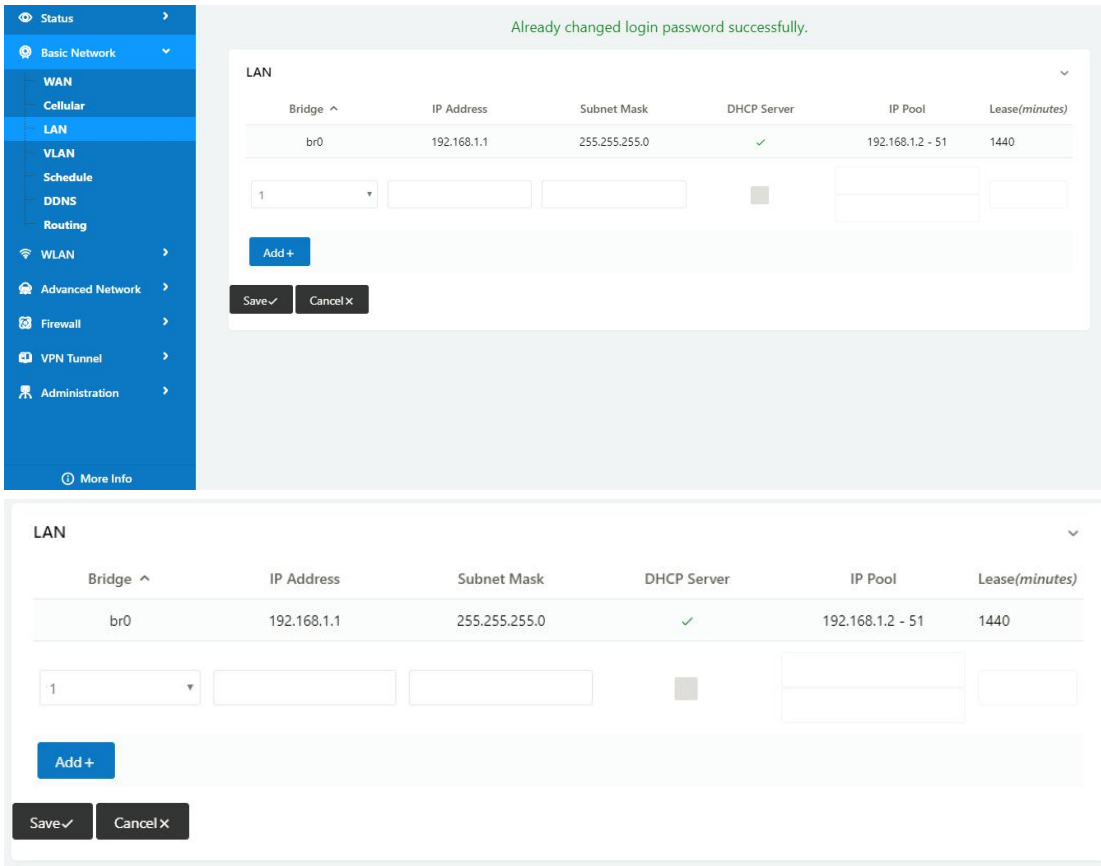 Status
Already changed login password successfully.
Basic Network
WAN
Cellular
LAN
VLAN
Schedule
DDNS
Routing
WLAN
Advanced Network
Firewall
VPN Tunnel
Administration
More Info
LAN
Bridge IP Address Subnet Mask DHCP Server IP Pool Lease(minutes)
br0 192.168.1.1 255.255.255.0 192.168.1.2 - 51 1440
1
Add+
Save Cancel
LAN
Bridge IP Address Subnet Mask DHCP Server IP Pool Lease(minutes)
br0 192.168.1.1 255.255.255.0 192.168.1.2 - 51 1440
1
Add+
Save Cancel